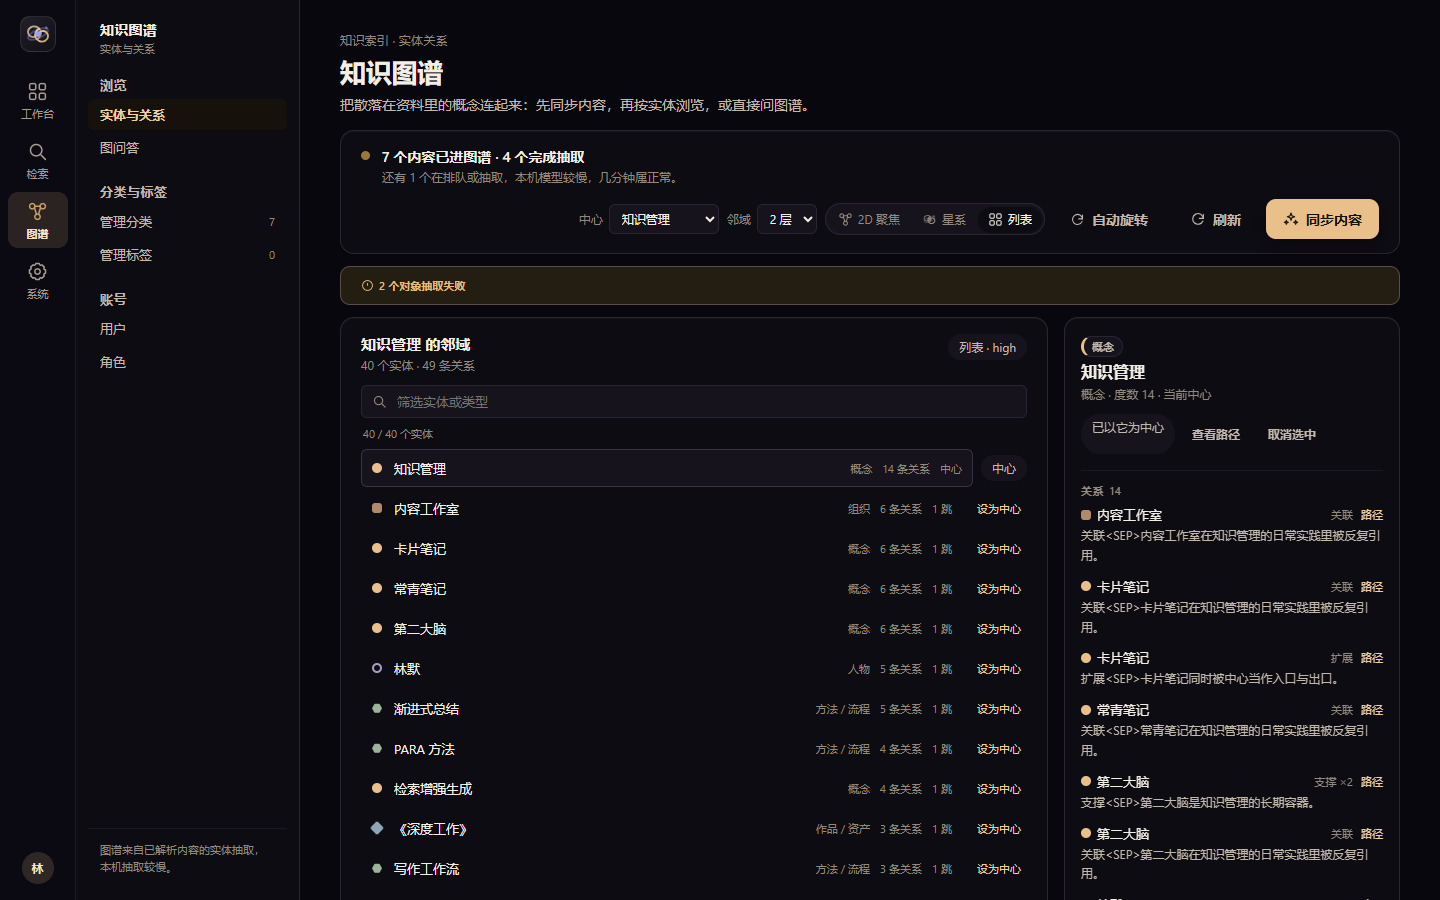 工作台
检索
图谱
系统
林
知识图谱
实体与关系
浏览
实体与关系
图问答
分类与标签
管理分类 7
管理标签 0
账号
用户
角色
图谱来自已解析内容的实体抽取，
本机抽取较慢。
知识索引 · 实体关系
知识图谱
把散落在资料里的概念连起来：先同步内容，再按实体浏览，或直接问图谱。
7 个内容已进图谱 · 4 个完成抽取
还有 1 个在排队或抽取，本机模型较慢，几分钟属正常。
中心 知识管理 邻域 2 层 2D 聚焦 星系 列表 自动旋转 刷新 同步内容
2 个对象抽取失败
知识管理 的邻域
40 个实体 · 49 条关系
列表 · high
筛选实体或类型
40 / 40 个实体
知识管理 概念 14 条关系 中心 中心
内容工作室 组织 6 条关系 1 跳 设为中心
卡片笔记 概念 6 条关系 1 跳 设为中心
常青笔记 概念 6 条关系 1 跳 设为中心
第二大脑 概念 6 条关系 1 跳 设为中心
林默 人物 5 条关系 1 跳 设为中心
渐进式总结 方法 / 流程 5 条关系 1 跳 设为中心
PARA 方法 方法 / 流程 4 条关系 1 跳 设为中心
检索增强生成 概念 4 条关系 1 跳 设为中心
《深度工作》 作品 / 资产 3 条关系 1 跳 设为中心
写作工作流 方法 / 流程 3 条关系 1 跳 设为中心
概念
知识管理
概念 · 度数 14 · 当前中心
已以它为中心 查看路径 取消选中
关系 14
内容工作室 关联 路径
关联<SEP>内容工作室在知识管理的日常实践里被反复引
用。
卡片笔记 关联 路径
关联<SEP>卡片笔记在知识管理的日常实践里被反复引
用。
卡片笔记 扩展 路径
扩展<SEP>卡片笔记同时被中心当作入口与出口。
常青笔记 关联 路径
关联<SEP>常青笔记在知识管理的日常实践里被反复引
用。
第二大脑 支撑 ×2 路径
支撑<SEP>第二大脑是知识管理的长期容器。
第二大脑 关联 路径
关联<SEP>第二大脑在知识管理的日常实践里被反复引
用。